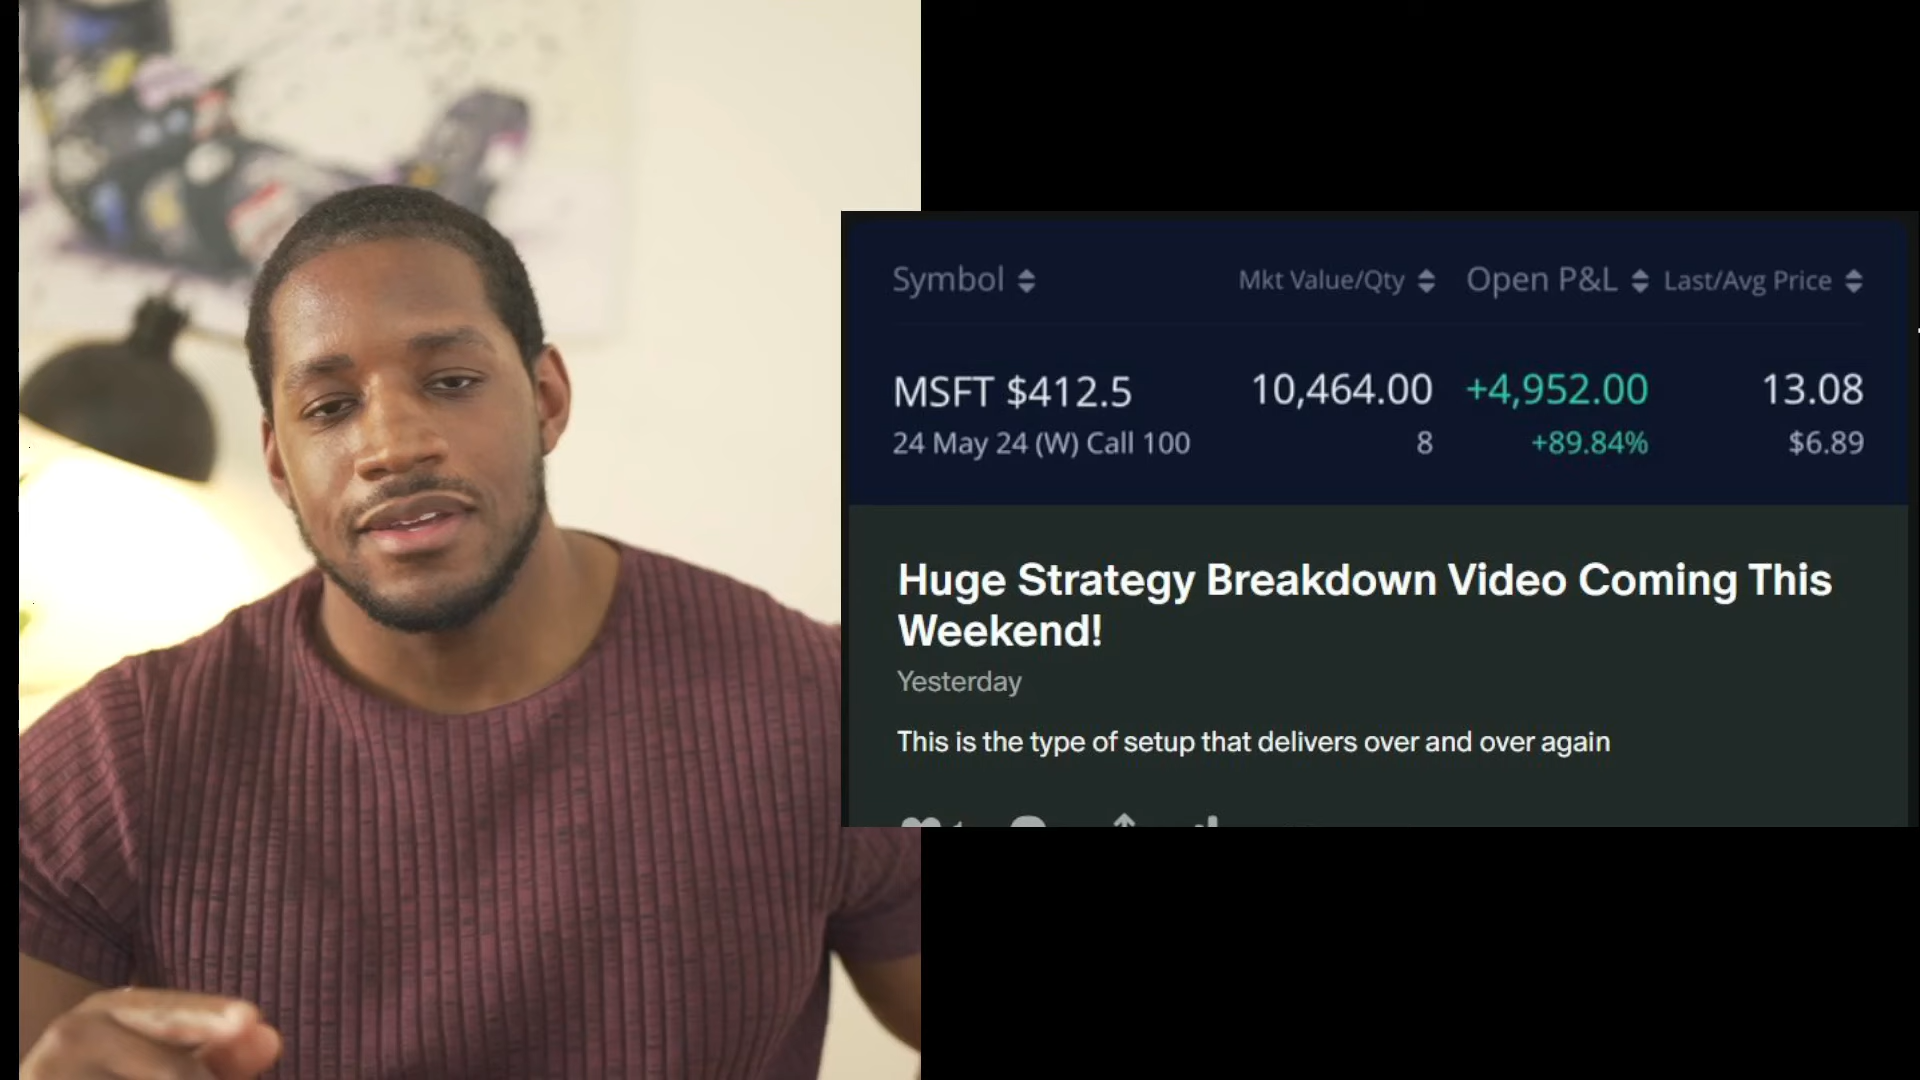 Symbol Mkt Value/Qty Open P&L Last/Avg Price
MSFT $412.5 10,464.00 +4,952.00 13.08
24 May 24 (W) Call 100 8 +89.84% $6.89
Huge Strategy Breakdown Video Coming This
Weekend!
Yesterday
This is the type of setup that delivers over and over again